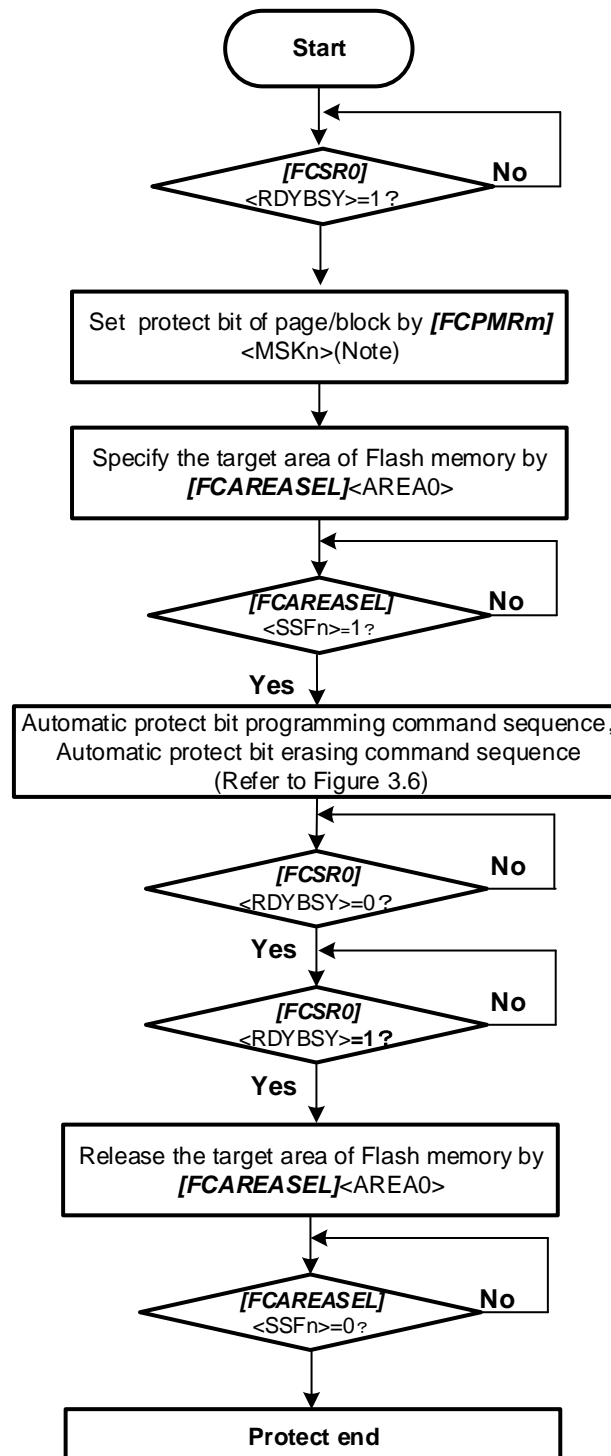 Start
[FCSR0]
<RDYBSY>=1?
No
Set protect bit of page/block by [FCPMRm]
<MSKn>(Note)
Specify the target area of Flash memory by
[FCAREASEL]<AREA0>
[FCAREASEL]
<SSFn>=1?
No
Yes
Automatic protect bit programming command sequence,
Automatic protect bit erasing command sequence
(Refer to Figure 3.6)
[FCSR0]
<RDYBSY>=0?
No
Yes
[FCSR0]
<RDYBSY>=1?
No
Yes
Release the target area of Flash memory by
[FCAREASEL]<AREA0>
[FCAREASEL]
<SSFn>=0?
No
Protect end